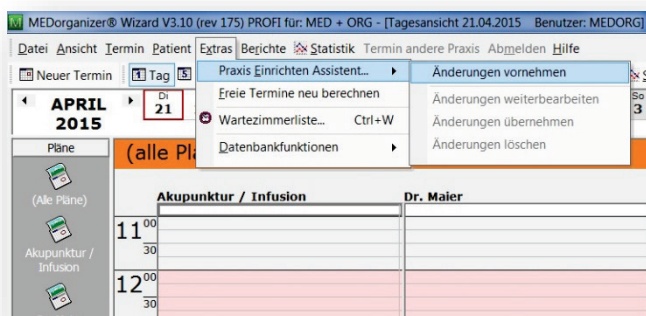 MEDorganizer® Wizard V3.10 (rev 175) PROFI für: MED + ORG - [Tagesansicht 21.04.2015 Benutzer: MEDORG]
Datei Ansicht Termin Patient Extras Berichte Statistik Termin andere Praxis Abmelden Hilfe
Neuer Termin 1 Tag 5
Praxis Einrichten Assistent...
Freie Termine neu berechnen
Wartezimmerliste... Ctrl+W
Datenbankfunktionen
Änderungen vornehmen
Änderungen weiterbearbeiten
Änderungen übernehmen
Änderungen löschen
S
So
3
APRIL
2015
Di
21
Pläne
(Alle Pläne)
Akupunktur /
Infusion
(alle Plä
Akupunktur / Infusion Dr. Maier
11 00
30
12 00
30